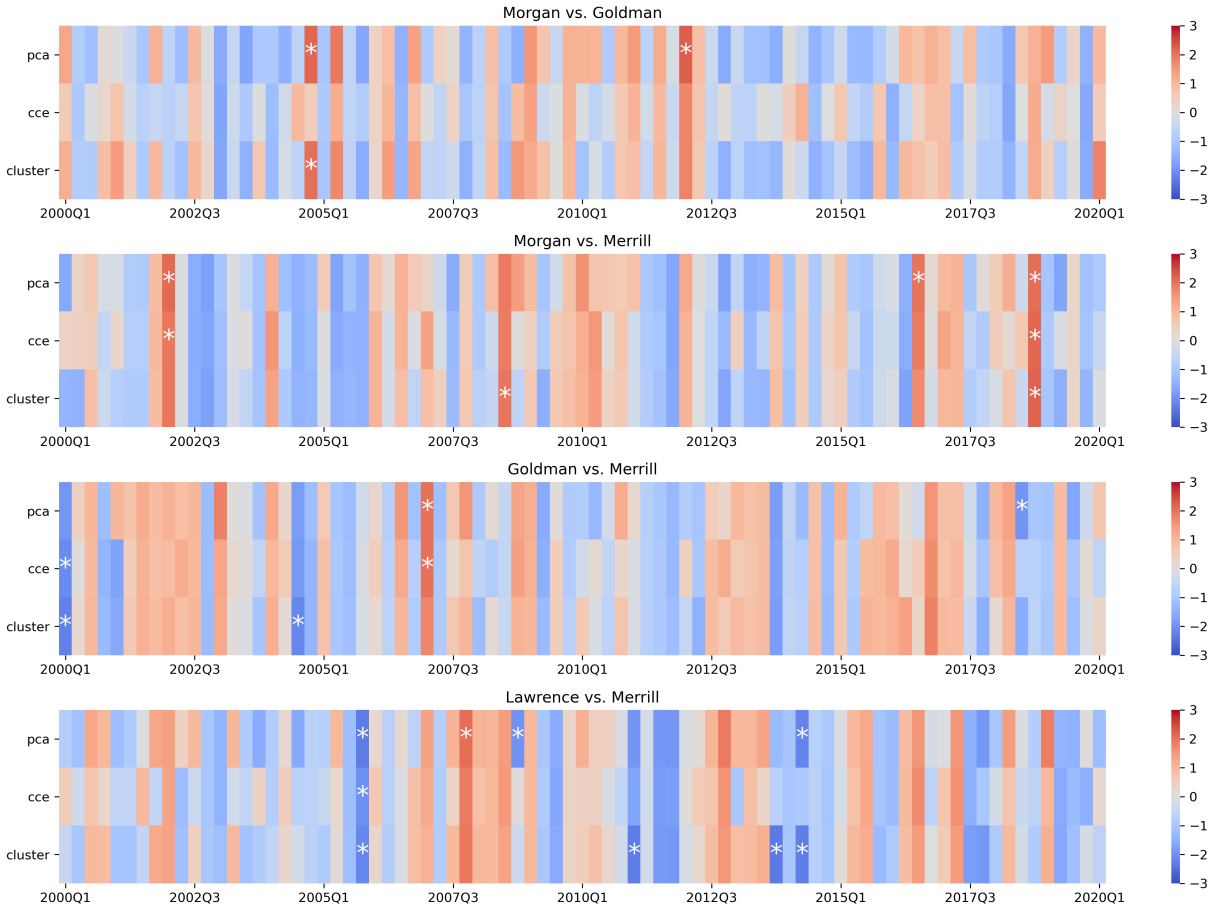 Morgan vs. Goldman
pca
cce
cluster
2000Q1 2002Q3 2005Q1 2007Q3 2010Q1 2012Q3 2015Q1 2017Q3 2020Q1
3
2
1
0
−1
−2
−3
Morgan vs. Merrill
pca
cce
cluster
2000Q1 2002Q3 2005Q1 2007Q3 2010Q1 2012Q3 2015Q1 2017Q3 2020Q1
3
2
1
0
−1
−2
−3
Goldman vs. Merrill
pca
cce
cluster
2000Q1 2002Q3 2005Q1 2007Q3 2010Q1 2012Q3 2015Q1 2017Q3 2020Q1
3
2
1
0
−1
−2
−3
Lawrence vs. Merrill
pca
cce
cluster
2000Q1 2002Q3 2005Q1 2007Q3 2010Q1 2012Q3 2015Q1 2017Q3 2020Q1
3
2
1
0
−1
−2
−3